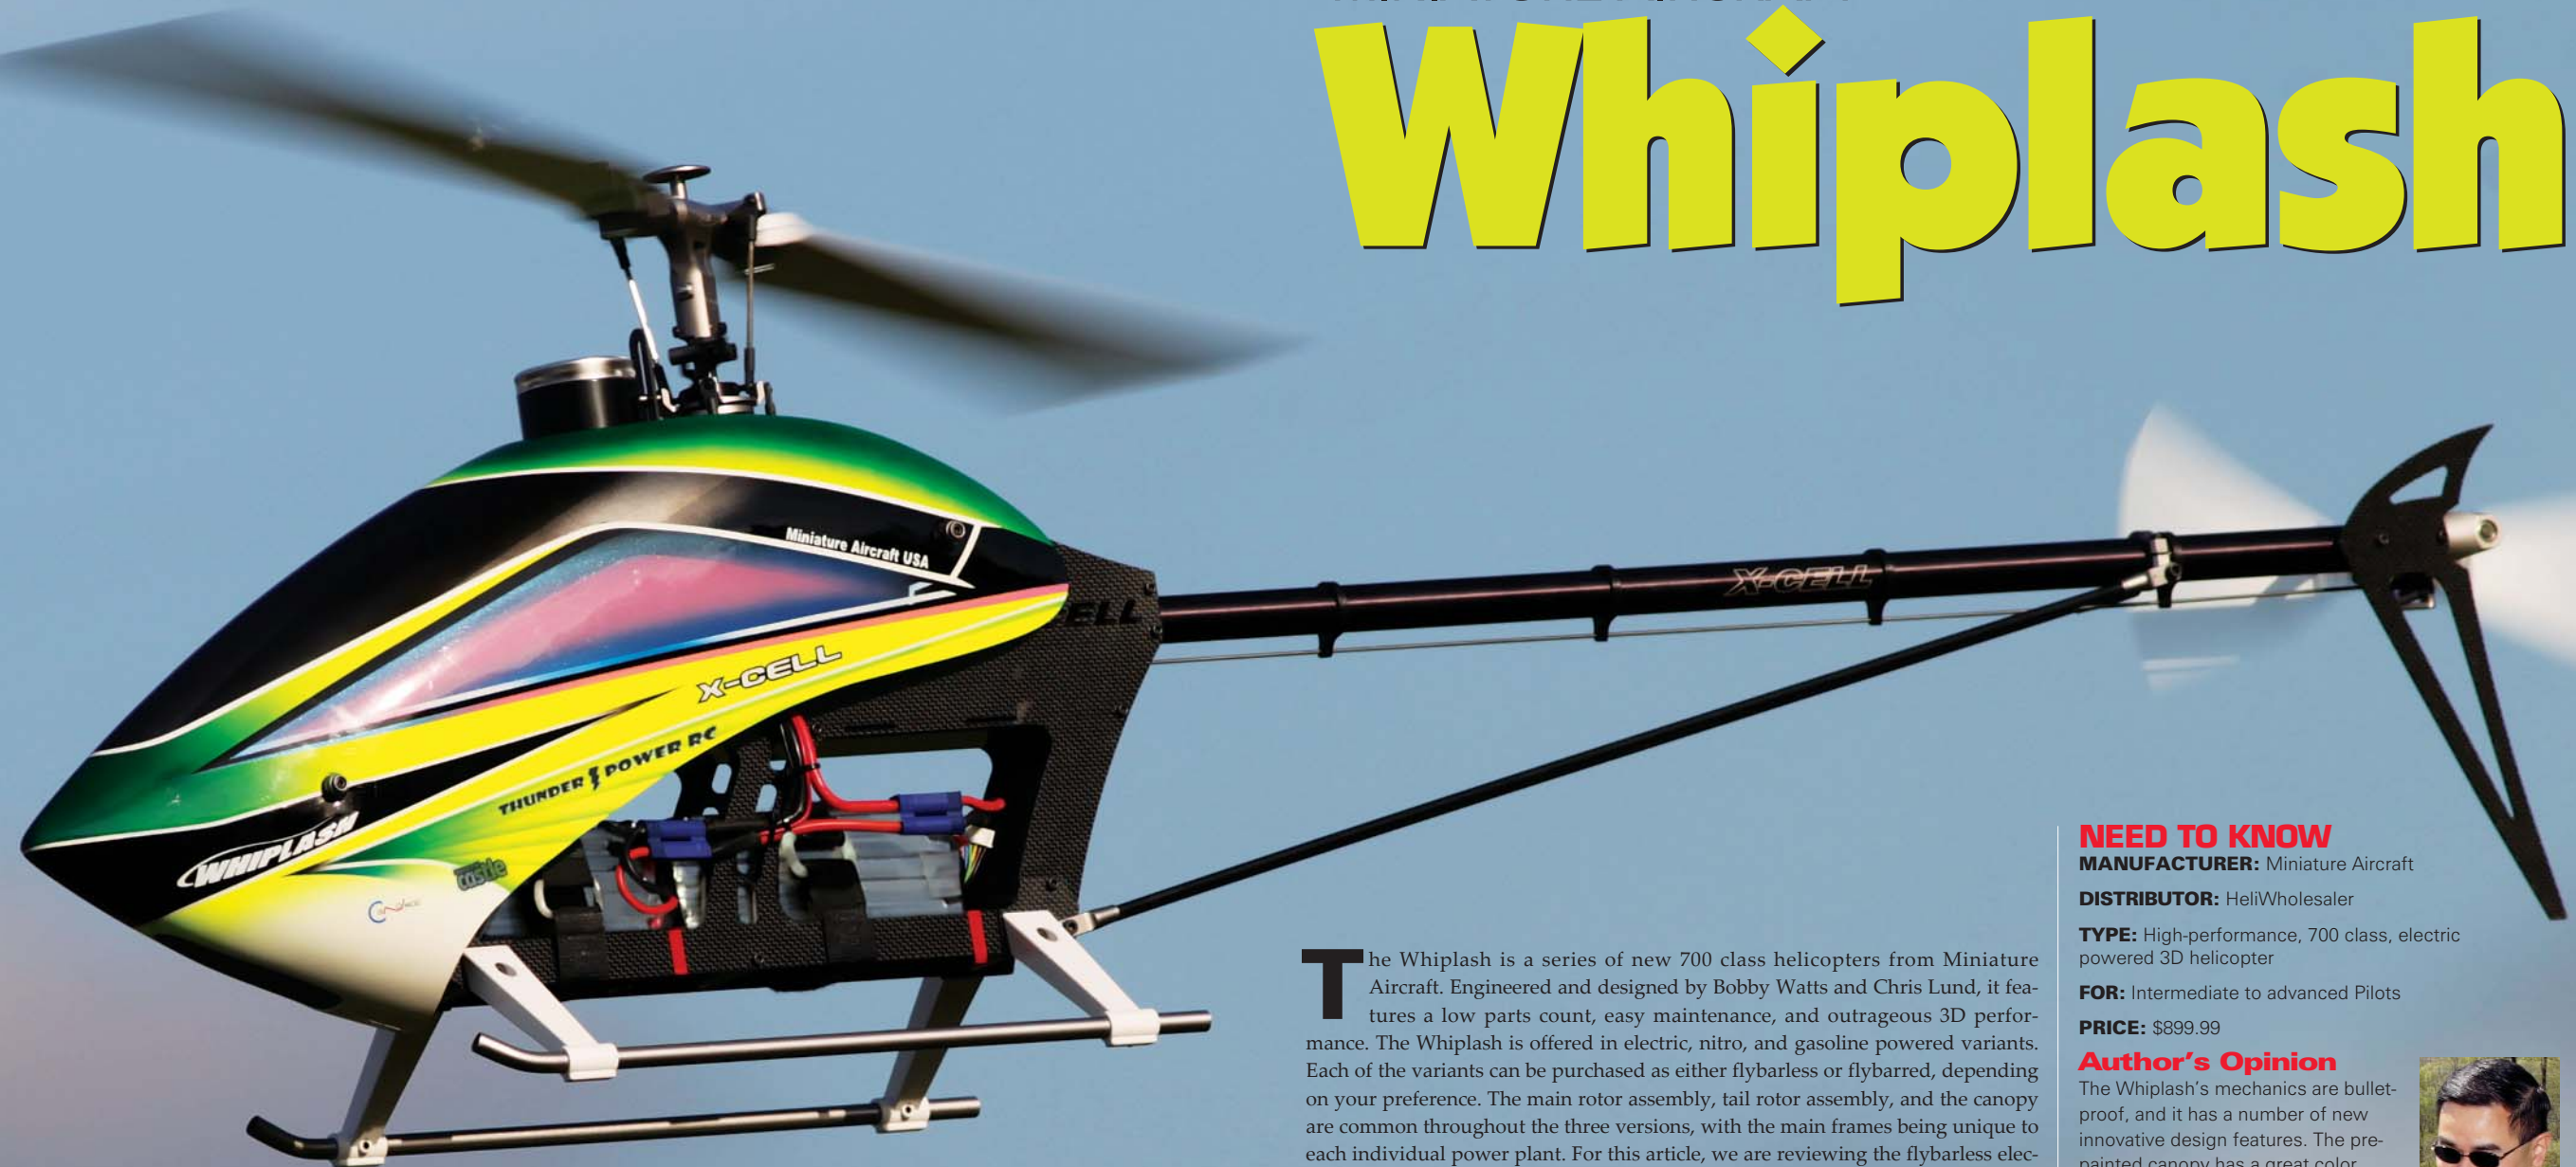 Whiplash
Miniature Aircraft USA
X-CELL
ELL
X-CELL
THUNDER POWER RC
WHIPLASH
castle
NEED TO KNOW
MANUFACTURER: Miniature Aircraft
DISTRIBUTOR: HeliWholesaler
TYPE: High-performance, 700 class, electric
powered 3D helicopter
FOR: Intermediate to advanced Pilots
PRICE: $899.99
Author's Opinion
The Whiplash's mechanics are bullet-
proof, and it has a number of new
innovative design features. The pre-
painted canopy has a great color
The Whiplash is a series of new 700 class helicopters from Miniature
Aircraft. Engineered and designed by Bobby Watts and Chris Lund, it fea-
tures a low parts count, easy maintenance, and outrageous 3D perfor-
mance. The Whiplash is offered in electric, nitro, and gasoline powered variants.
Each of the variants can be purchased as either flybarless or flybarred, depending
on your preference. The main rotor assembly, tail rotor assembly, and the canopy
are common throughout the three versions, with the main frames being unique to
each individual power plant. For this article, we are reviewing the flybarless elec-